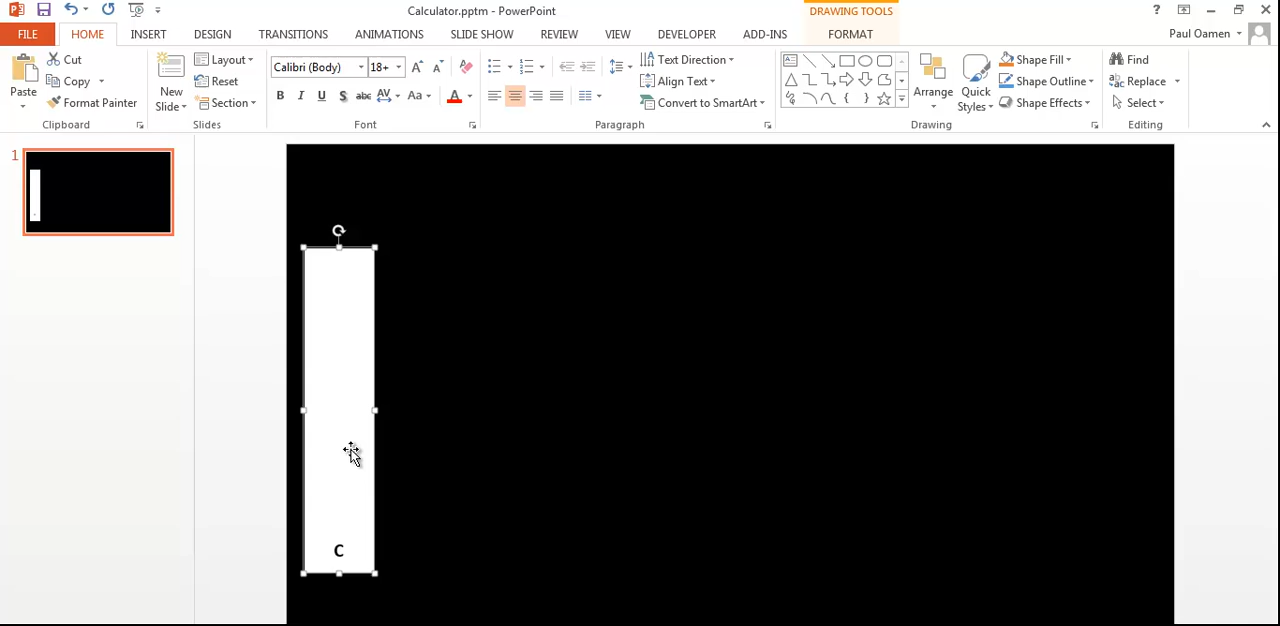 Calculator.pptm - PowerPoint
DRAWING TOOLS
?
FILE HOME INSERT DESIGN TRANSITIONS ANIMATIONS SLIDE SHOW REVIEW VIEW DEVELOPER ADD-INS FORMAT Paul Oamen
Cut Layout Calibri (Body) 18+ Text Direction Shape Fill Find
Paste Copy New Slide Reset Align Text Arrange Quick Styles Shape Outline Replace
Format Painter Section B I U S abc AV Aa A Convert to SmartArt Shape Effects Select
Clipboard Slides Font Paragraph Drawing Editing
1
C